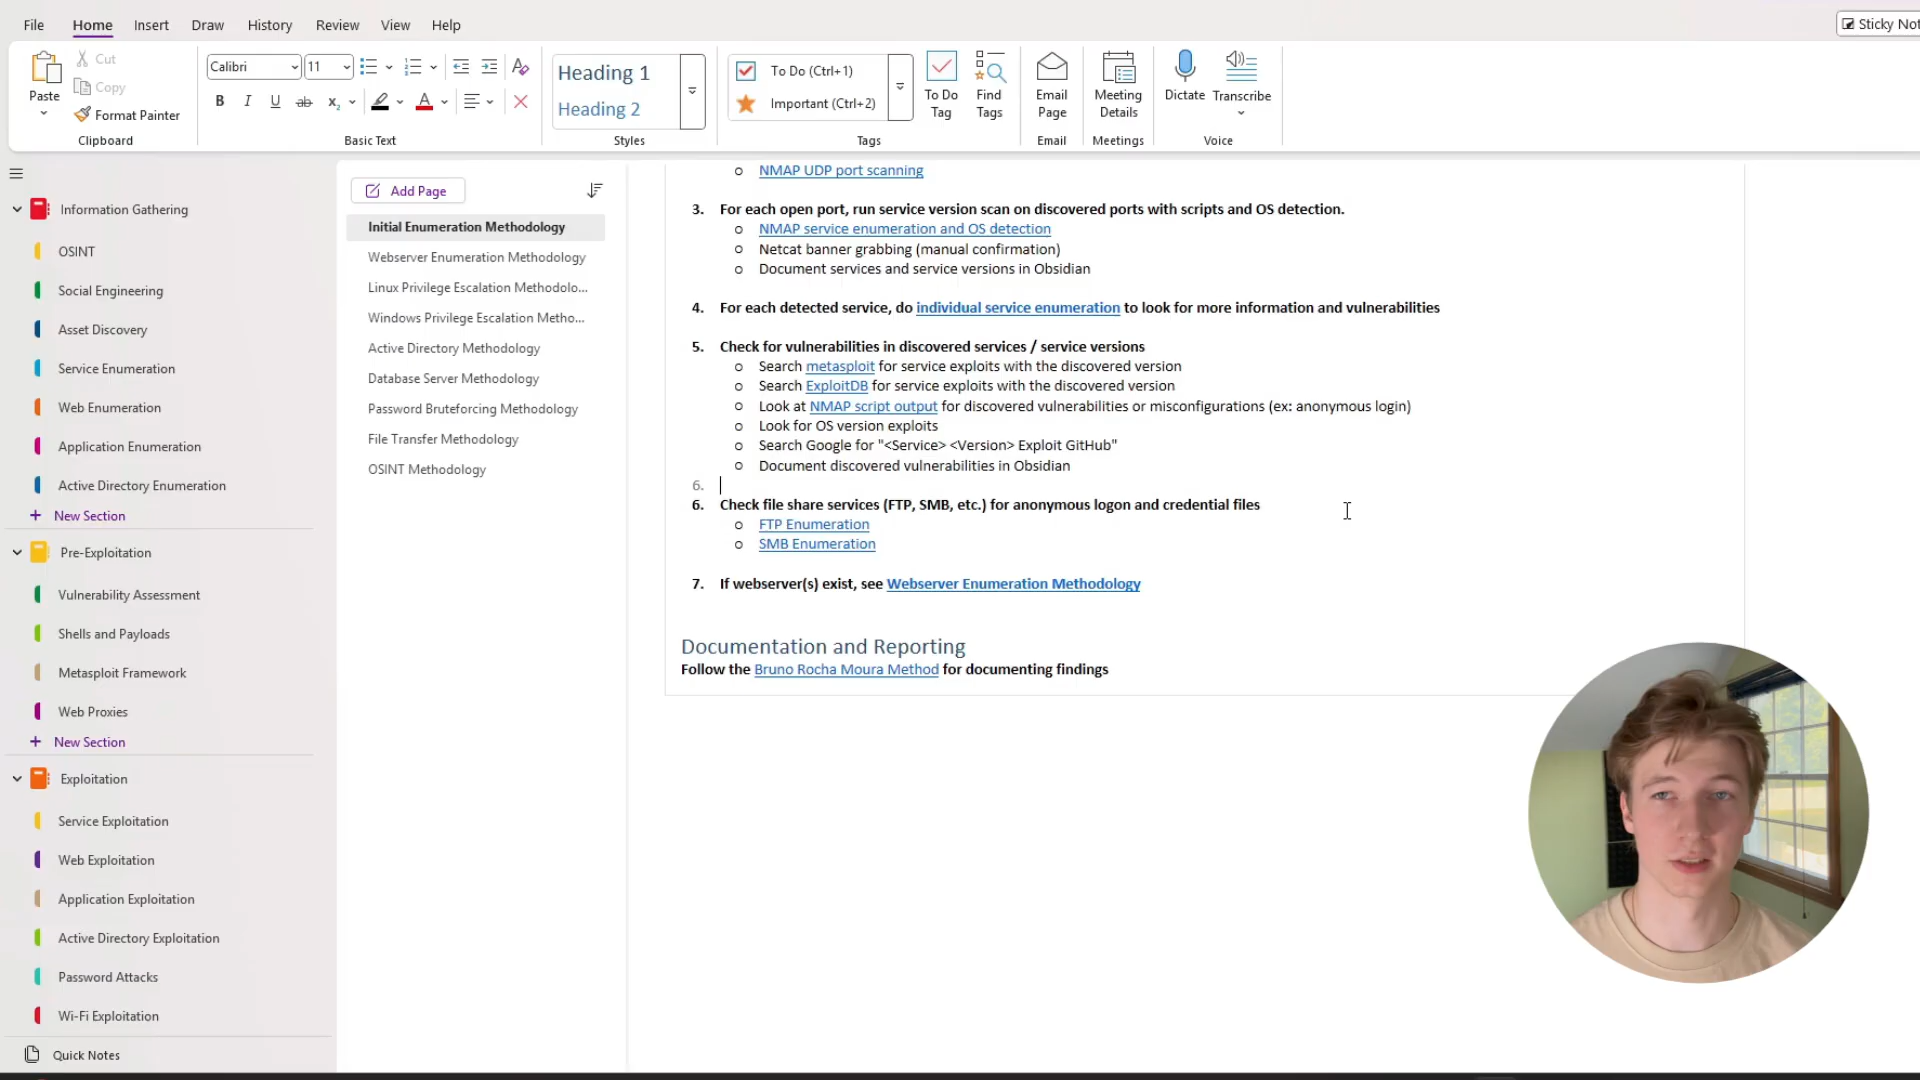 File Home Insert Draw History Review View Help
Sticky Not
Paste
Cut
Copy
Format Painter
Clipboard
Calibri 11
B I U ab x₂ A
Basic Text
Heading 1
Heading 2
Styles
To Do (Ctrl+1)
Important (Ctrl+2)
To Do Tag
Find Tags
Tags
Email Page
Email
Meeting Details
Meetings
Dictate
Transcribe
Voice
Information Gathering
OSINT
Social Engineering
Asset Discovery
Service Enumeration
Web Enumeration
Application Enumeration
Active Directory Enumeration
+ New Section
Pre-Exploitation
Vulnerability Assessment
Shells and Payloads
Metasploit Framework
Web Proxies
+ New Section
Exploitation
Service Exploitation
Web Exploitation
Application Exploitation
Active Directory Exploitation
Password Attacks
Wi-Fi Exploitation
Quick Notes
Add Page
Initial Enumeration Methodology
Webserver Enumeration Methodology
Linux Privilege Escalation Methodolo...
Windows Privilege Escalation Metho...
Active Directory Methodology
Database Server Methodology
Password Bruteforcing Methodology
File Transfer Methodology
OSINT Methodology
o NMAP UDP port scanning
3. For each open port, run service version scan on discovered ports with scripts and OS detection.
o NMAP service enumeration and OS detection
o Netcat banner grabbing (manual confirmation)
o Document services and service versions in Obsidian
4. For each detected service, do individual service enumeration to look for more information and vulnerabilities
5. Check for vulnerabilities in discovered services / service versions
o Search metasploit for service exploits with the discovered version
o Search ExploitDB for service exploits with the discovered version
o Look at NMAP script output for discovered vulnerabilities or misconfigurations (ex: anonymous login)
o Look for OS version exploits
o Search Google for "<Service> <Version> Exploit GitHub"
o Document discovered vulnerabilities in Obsidian
6.
6. Check file share services (FTP, SMB, etc.) for anonymous logon and credential files
o FTP Enumeration
o SMB Enumeration
7. If webserver(s) exist, see Webserver Enumeration Methodology
Documentation and Reporting
Follow the Bruno Rocha Moura Method for documenting findings